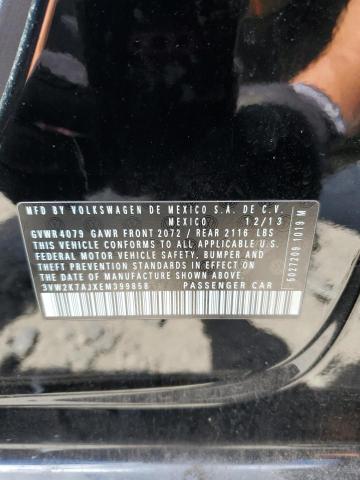 MFD BY VOLKSWAGEN DE MEXICO S.A. DE C.V.
MEXICO 12/13
GVWR 4079 GAWR FRONT 2072 / REAR 2116 LBS
THIS VEHICLE CONFORMS TO ALL APPLICABLE U.S.
FEDERAL MOTOR VEHICLE SAFETY, BUMPER, AND
THEFT PREVENTION STANDARDS IN EFFECT ON THE
DATE OF MANUFACTURE SHOWN ABOVE.
3VW2K7AJXEM399858 PASSENGER CAR
5C27209 1019 M